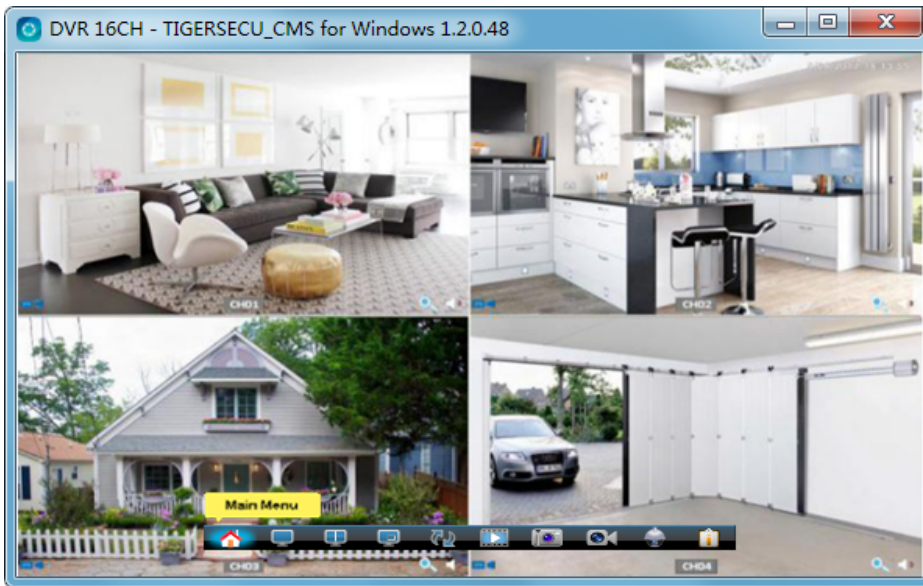 DVR 16CH - TIGERSECU_CMS for Windows 1.2.0.48
CH01
CH02
Main Menu
CH03
CH04